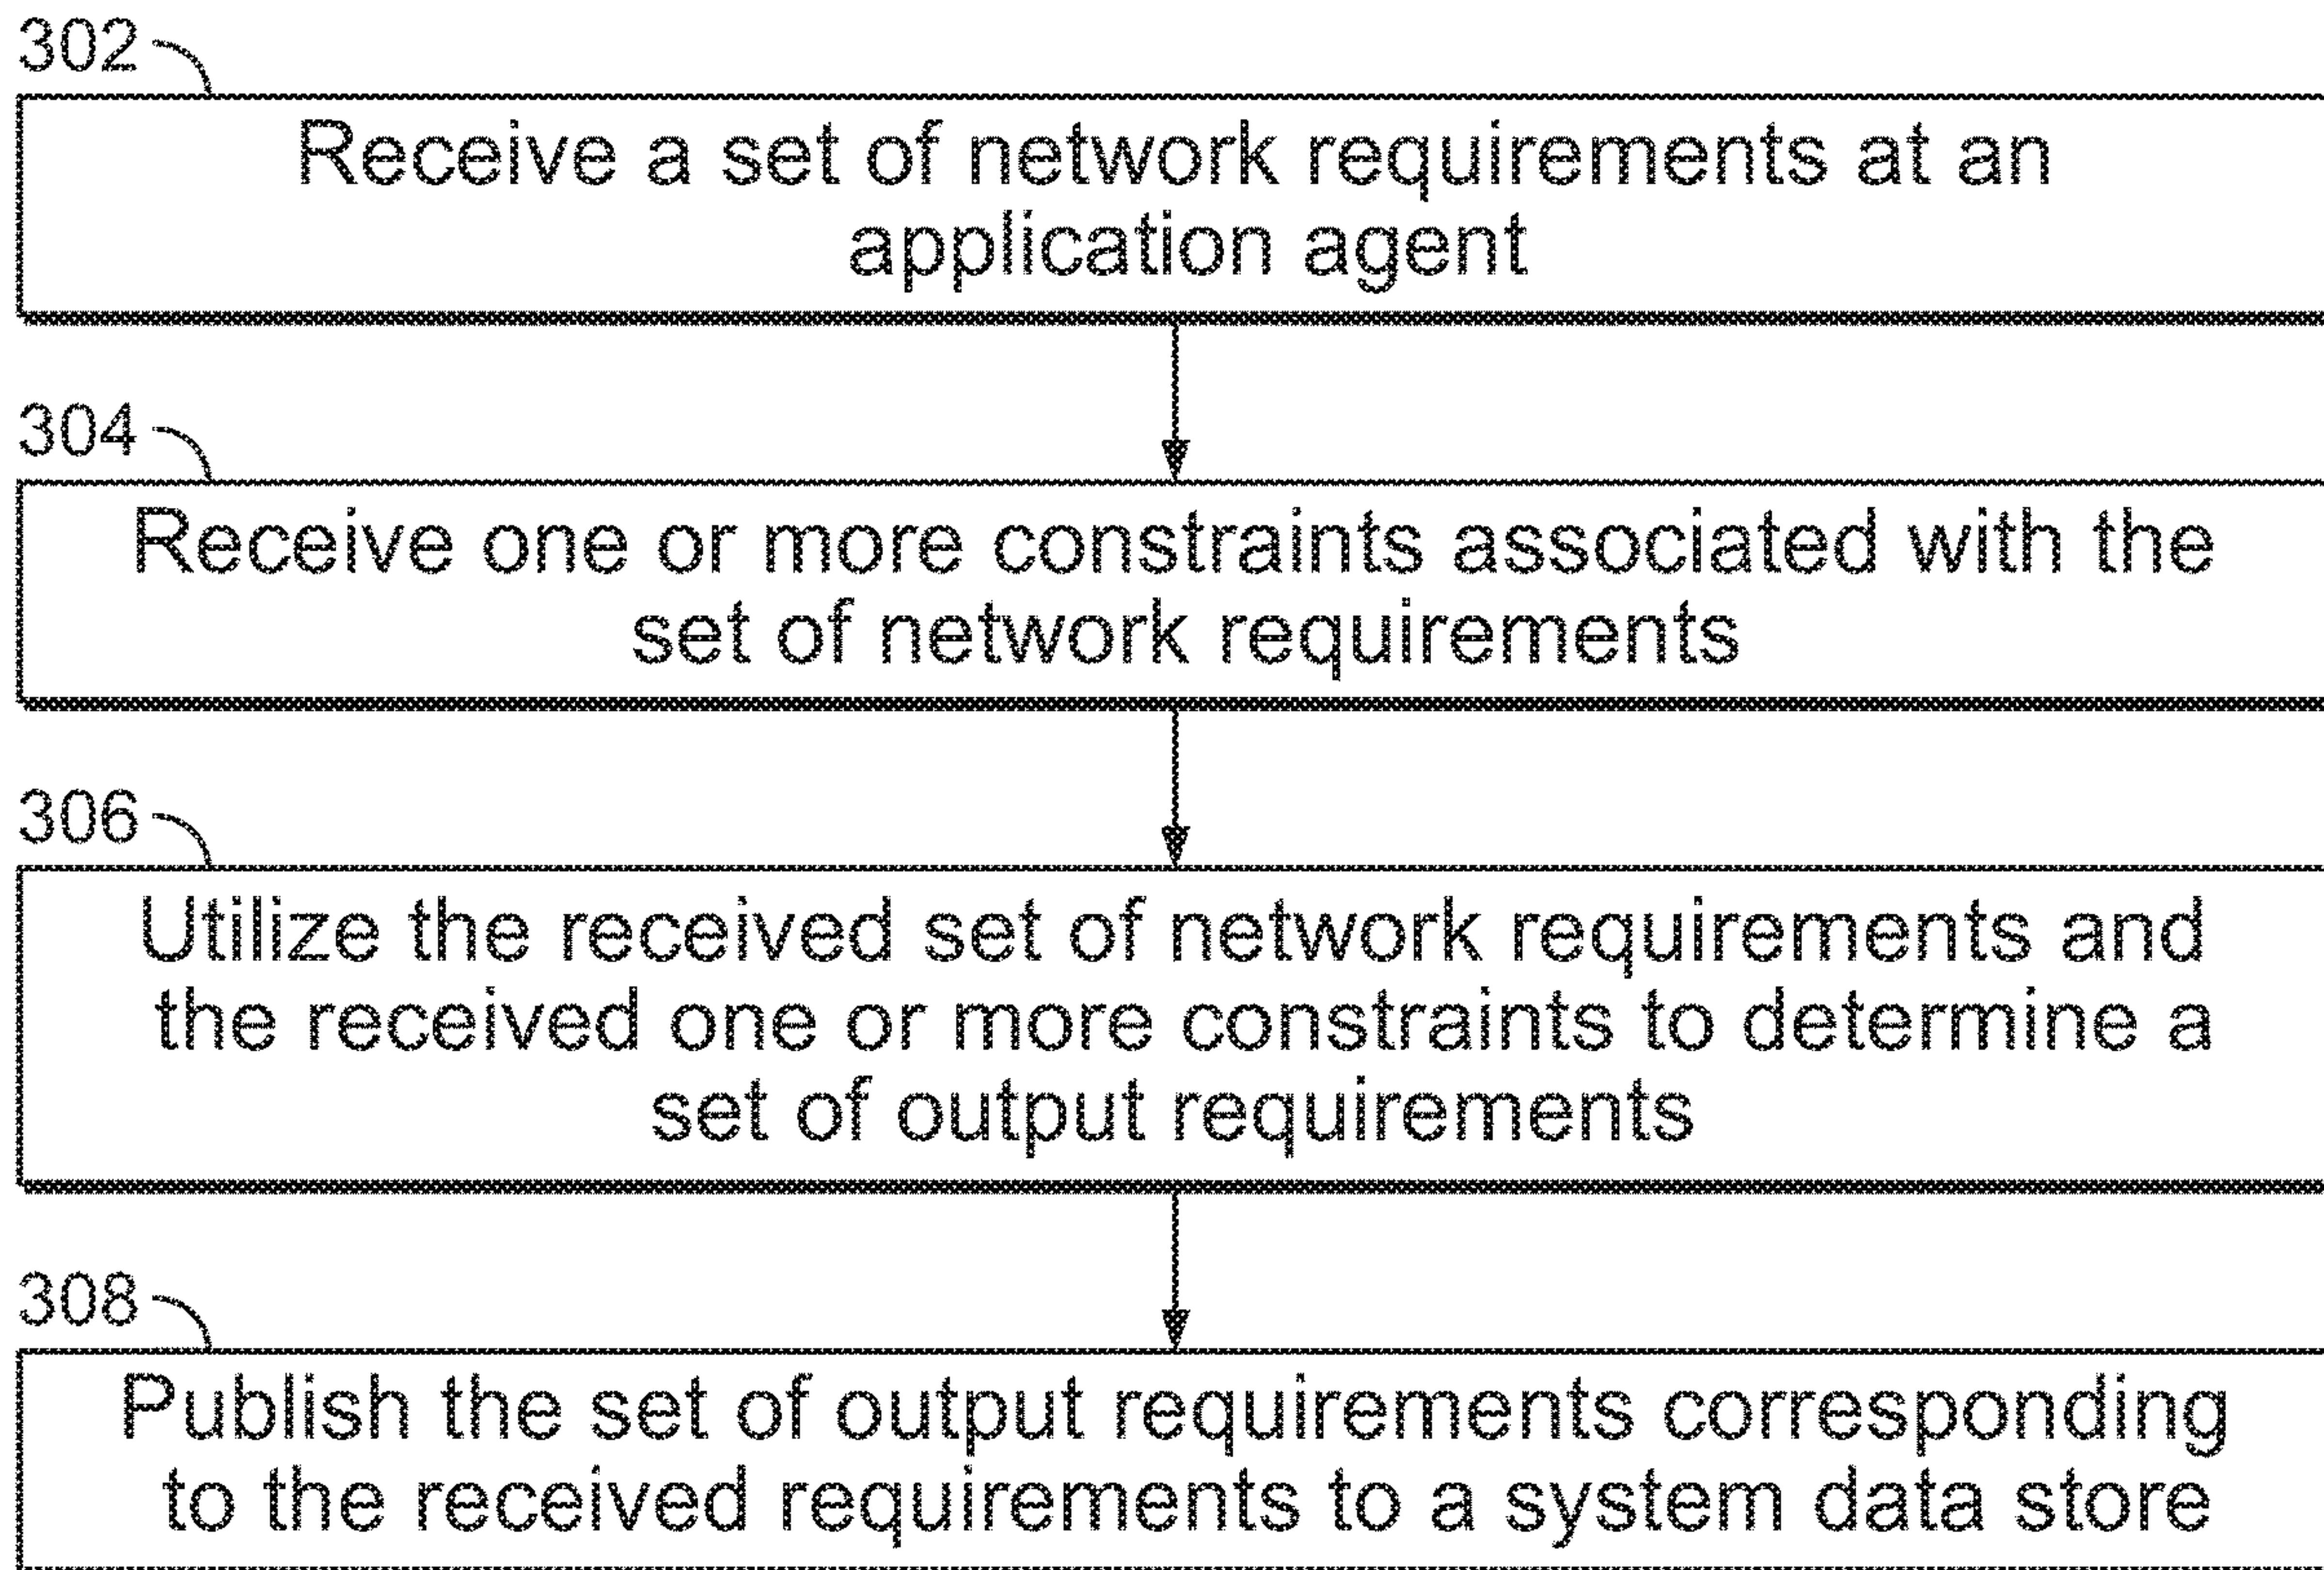 302
Receive a set of network requirements at an
application agent
304
Receive one or more constraints associated with the
set of network requirements
306
Utilize the received set of network requirements and
the received one or more constraints to determine a
set of output requirements
308
Publish the set of output requirements corresponding
to the received requirements to a system data store